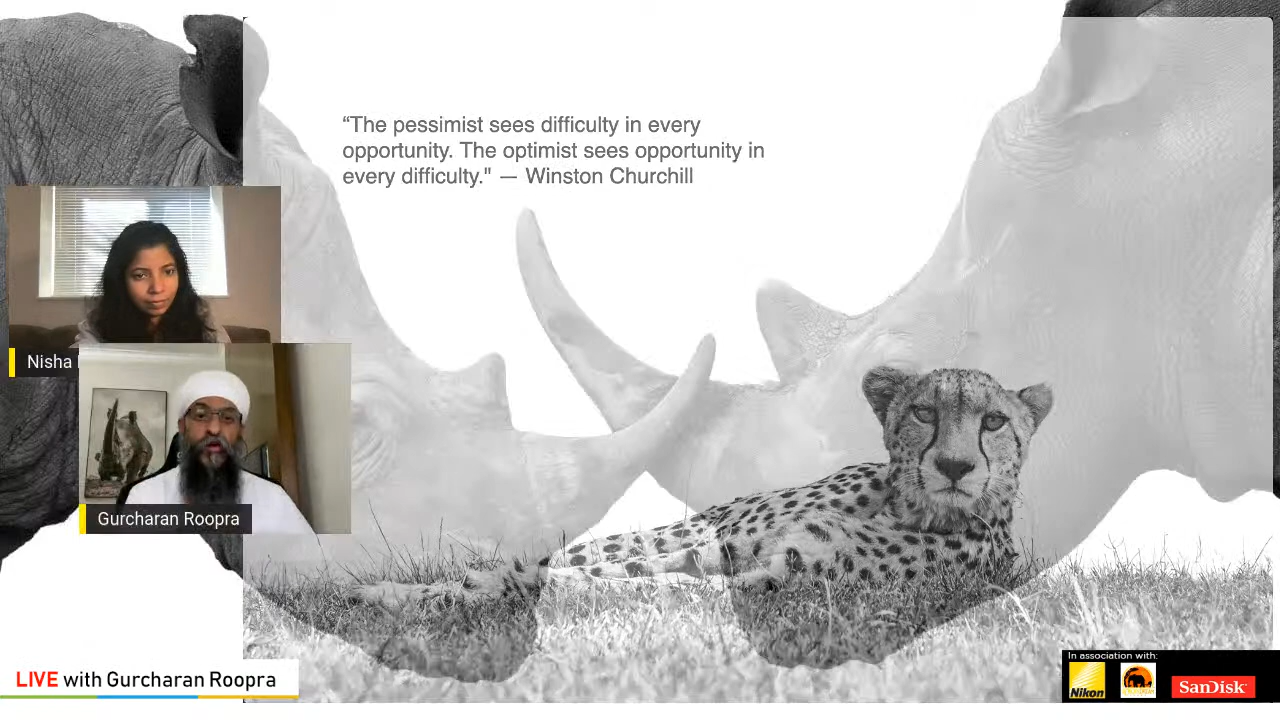 “The pessimist sees difficulty in every
opportunity. The optimist sees opportunity in
every difficulty." — Winston Churchill
Nisha
Gurcharan Roopra
LIVE with Gurcharan Roopra
In association with:
Nikon
SanDisk